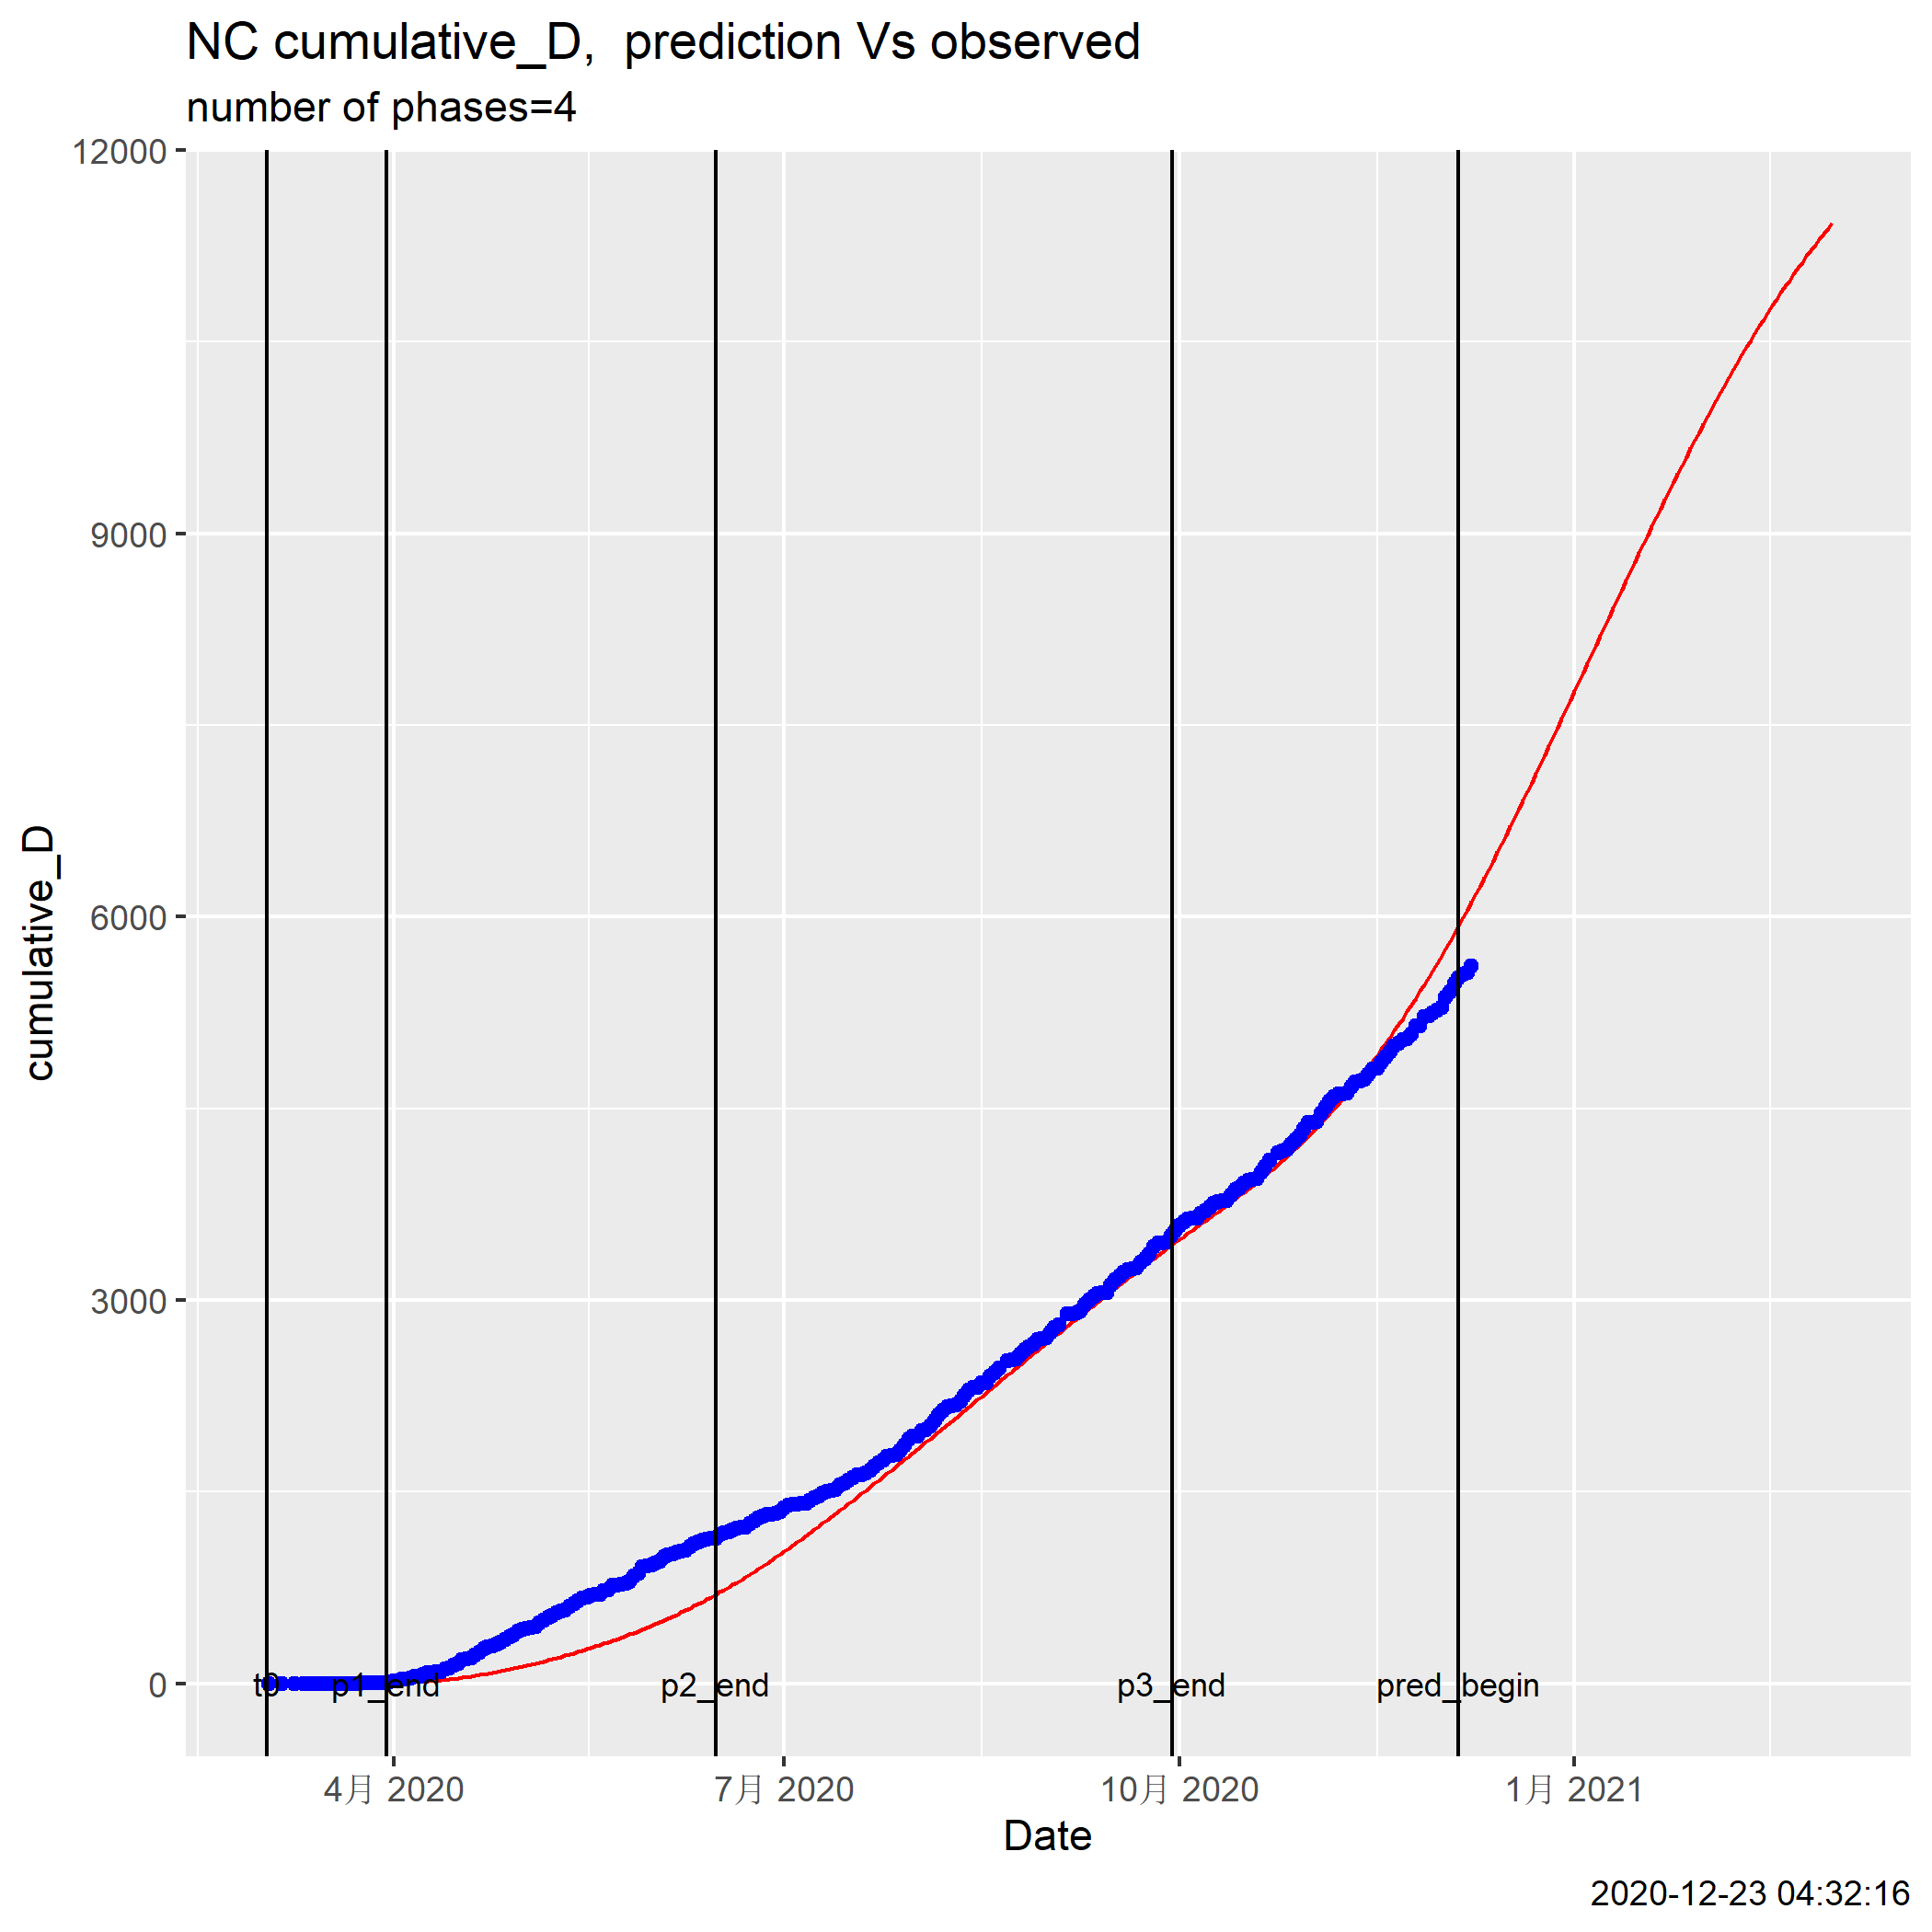 NC cumulative_D,  prediction Vs observed
number of phases=4
12000
9000
6000
3000
0
cumulative_D
t0
p1_end
p2_end
p3_end
pred_begin
4月 2020
7月 2020
10月 2020
1月 2021
Date
2020-12-23 04:32:16